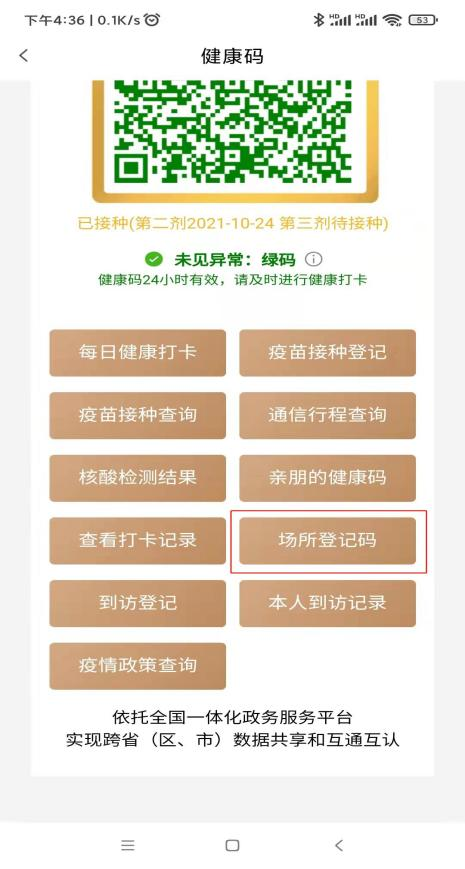 下午4:36 | 0.1K/s
HD HD 53
健康码
已接种(第二剂2021-10-24 第三剂待接种)
未见异常：绿码
健康码24小时有效，请及时进行健康打卡
每日健康打卡 疫苗接种登记
疫苗接种查询 通信行程查询
核酸检测结果 亲朋的健康码
查看打卡记录 场所登记码
到访登记 本人到访记录
疫情政策查询
依托全国一体化政务服务平台
实现跨省（区、市）数据共享和互通互认